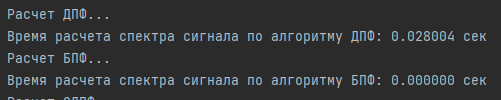 Расчет ДПФ...
Время расчета спектра сигнала по алгоритму ДПФ: 0.028004 сек
Расчет БПФ...
Время расчета спектра сигнала по алгоритму БПФ: 0.000000 сек
Расчет